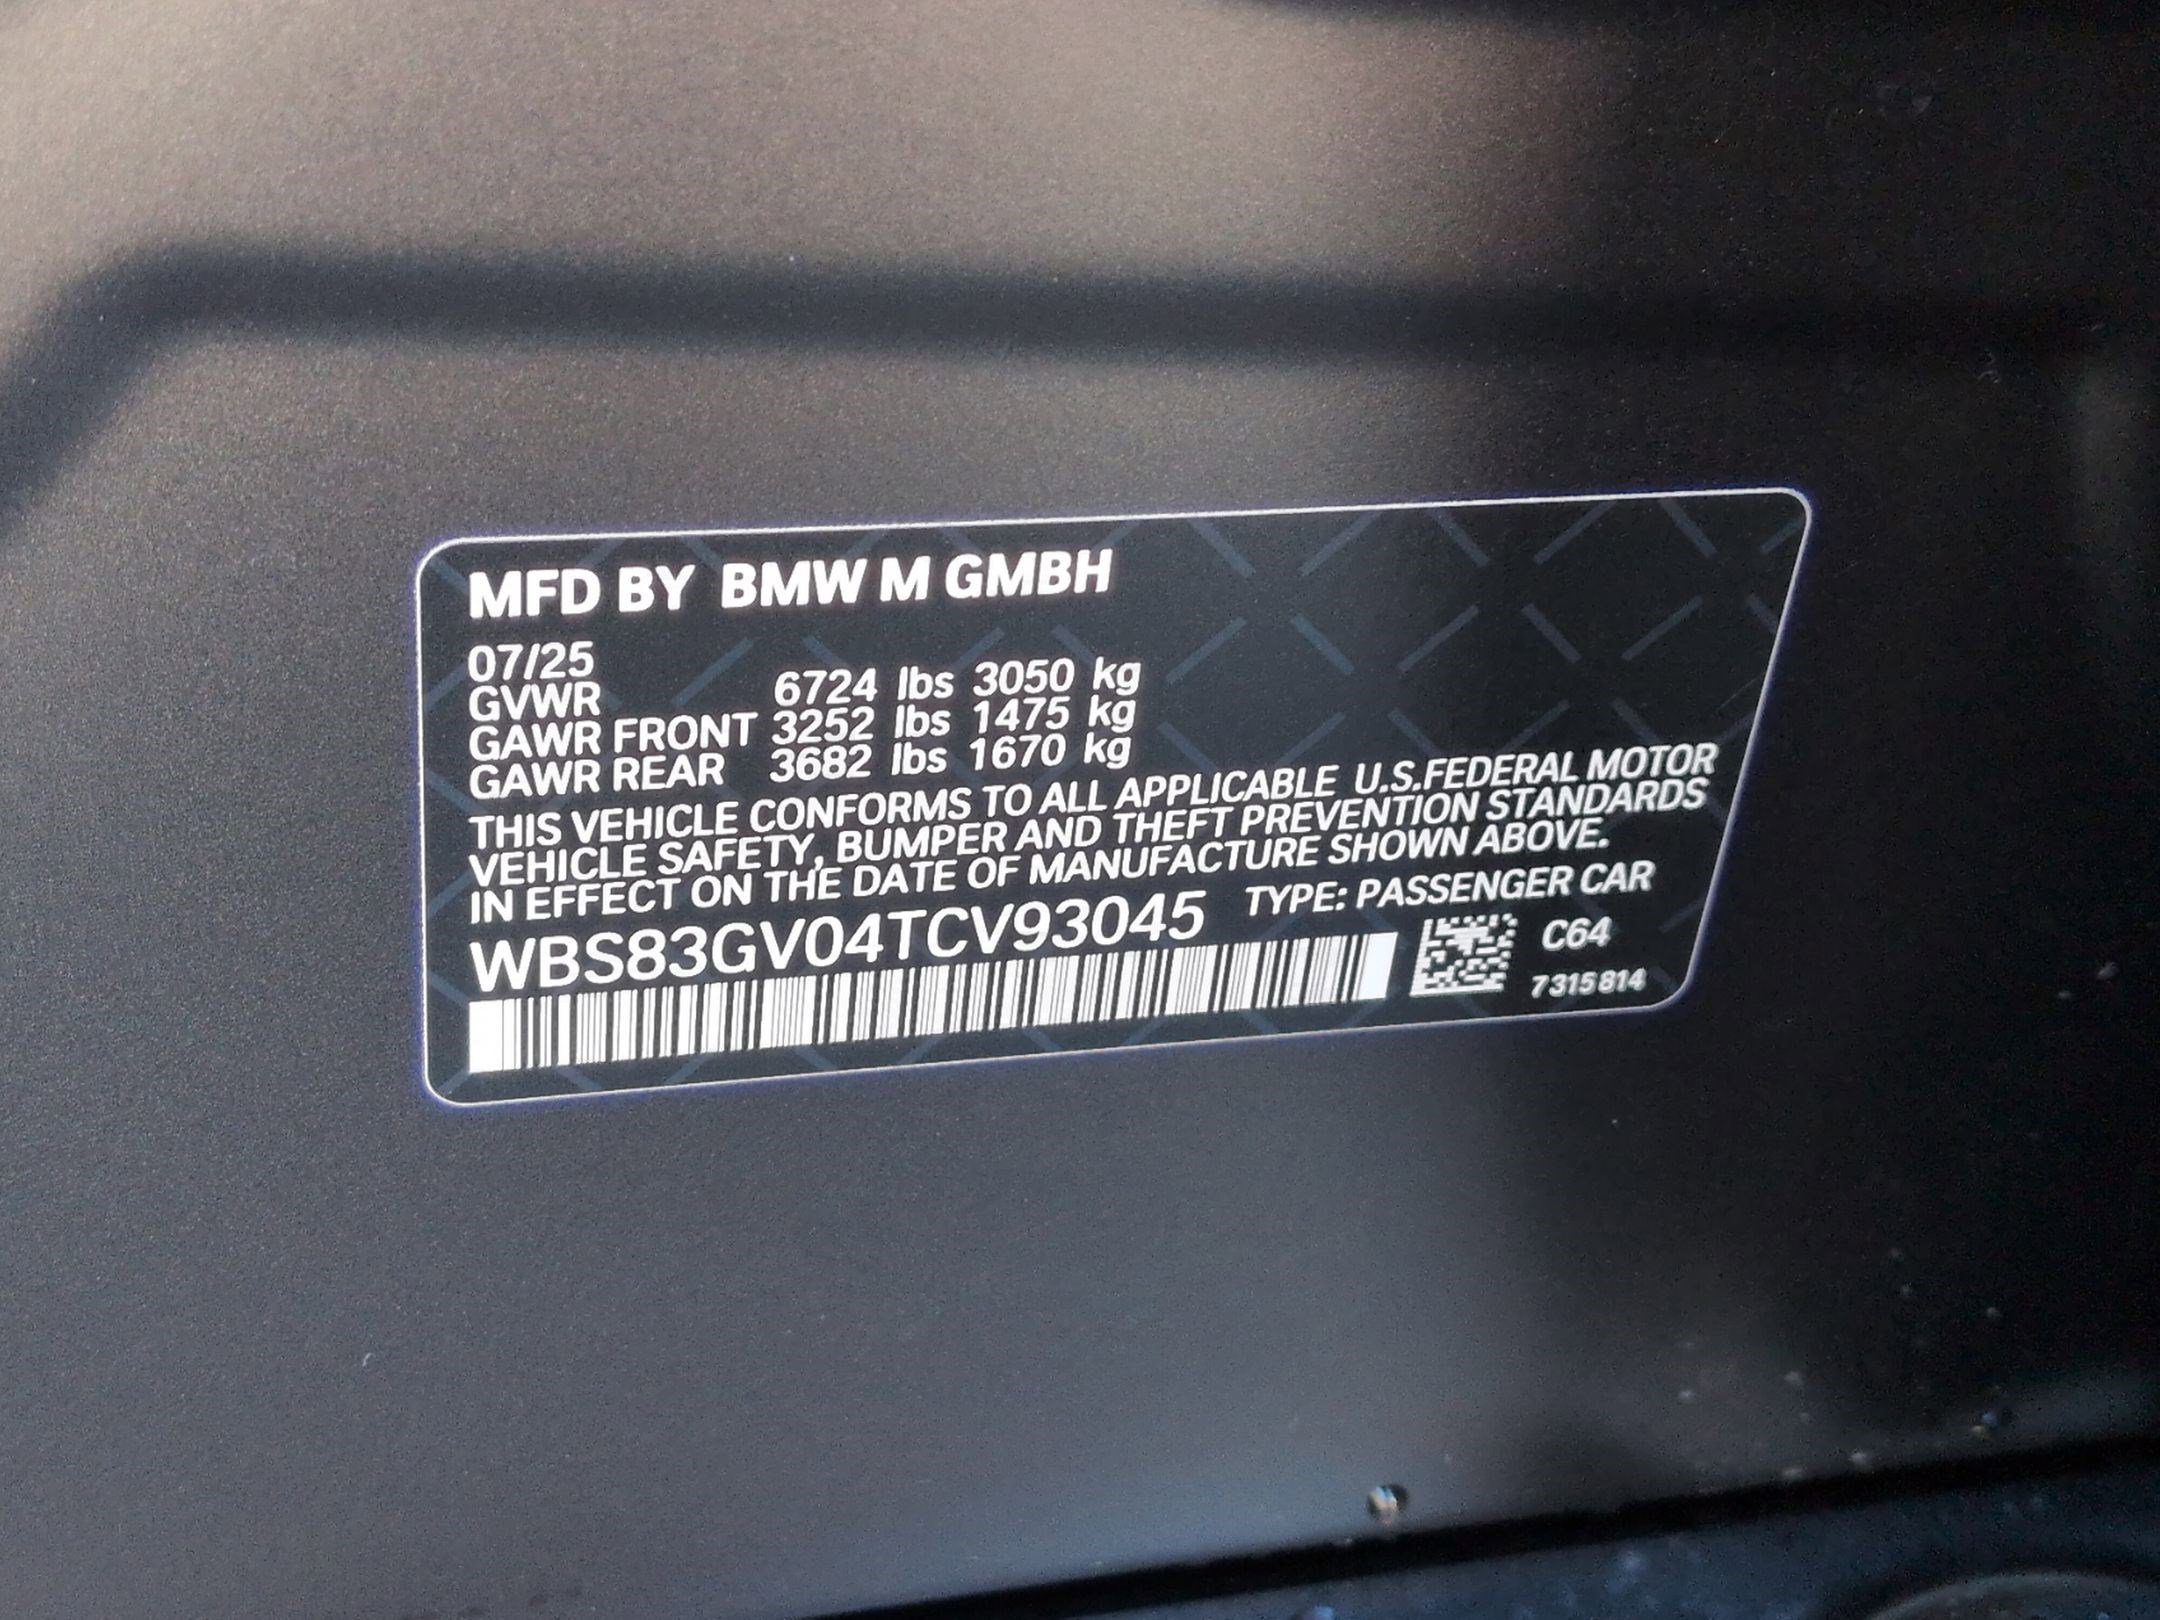 MFD BY BMW M GMBH
07/25
GVWR 6724 lbs 3050 kg
GAWR FRONT 3252 lbs 1475 kg
GAWR REAR 3682 lbs 1670 kg
THIS VEHICLE CONFORMS TO ALL APPLICABLE U.S.FEDERAL MOTOR
VEHICLE SAFETY, BUMPER AND THEFT PREVENTION STANDARDS
IN EFFECT ON THE DATE OF MANUFACTURE SHOWN ABOVE.
WBS83GV04TCV93045 TYPE: PASSENGER CAR
C64
7315814